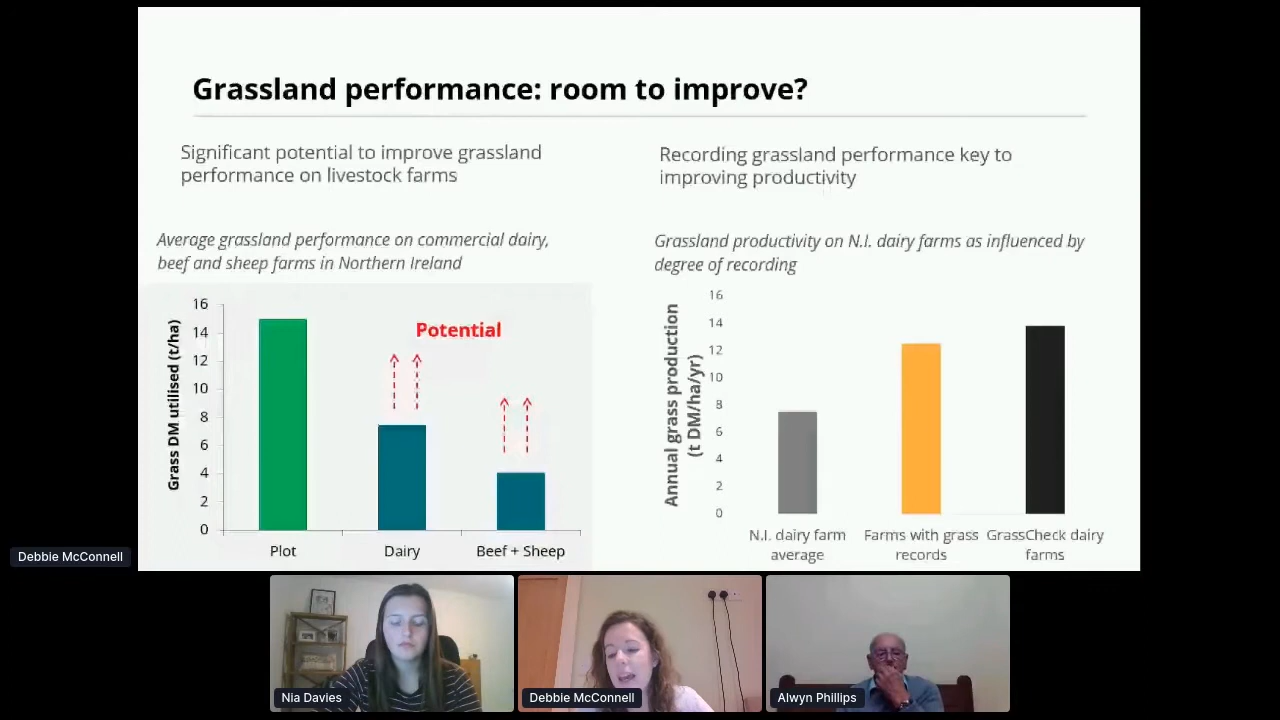 Grassland performance: room to improve?
Significant potential to improve grassland
performance on livestock farms
Average grassland performance on commercial dairy,
beef and sheep farms in Northern Ireland
Grass DM utilised (t/ha)
16
14
12
10
8
6
4
2
0
Potential
Plot
Dairy
Beef + Sheep
Recording grassland performance key to
improving productivity
Grassland productivity on N.I. dairy farms as influenced by
degree of recording
Annual grass production
(t DM/ha/yr)
16
14
12
10
8
6
4
2
0
N.I. dairy farm
average
Farms with grass
records
GrassCheck dairy
farms
Debbie McConnell
Nia Davies
Debbie McConnell
Alwyn Phillips